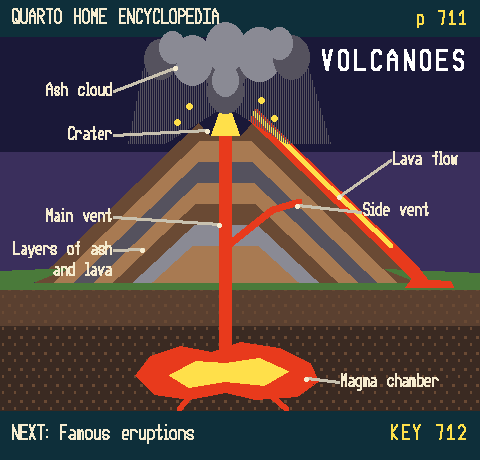 QUARTO HOME ENCYCLOPEDIA
p 711
VOLCANOES
Ash cloud
Crater
Lava flow
Main vent
Side vent
Layers of ash
and lava
Magma chamber
NEXT: Famous eruptions
KEY 712